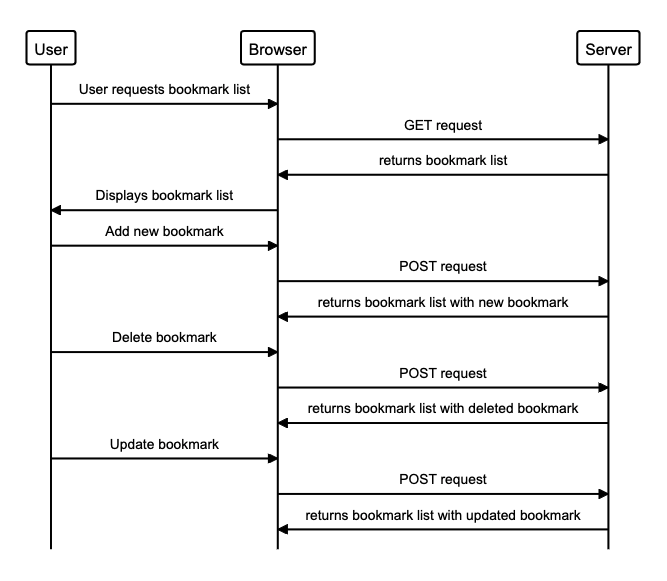 User
Browser
Server
User requests bookmark list
GET request
returns bookmark list
Displays bookmark list
Add new bookmark
POST request
returns bookmark list with new bookmark
Delete bookmark
POST request
returns bookmark list with deleted bookmark
Update bookmark
POST request
returns bookmark list with updated bookmark